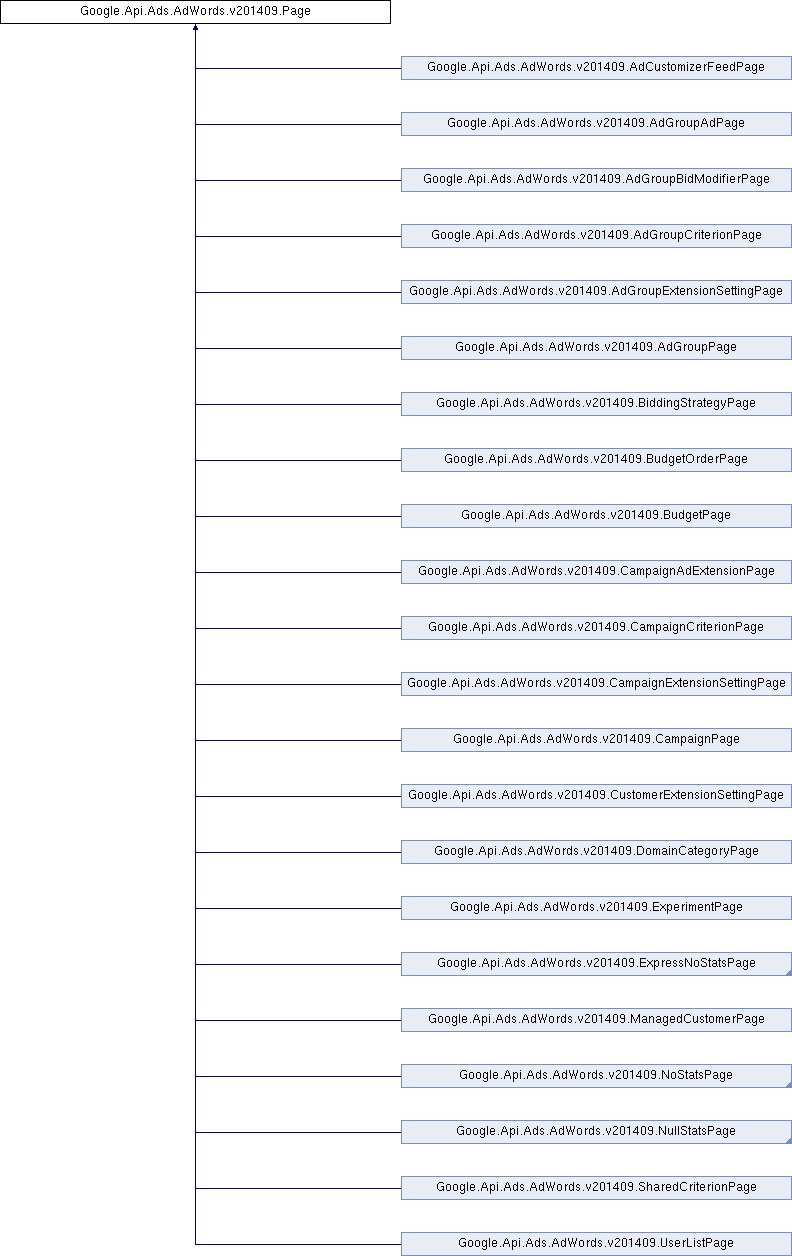 Google.Api.Ads.AdWords.v201409.Page
Google.Api.Ads.AdWords.v201409.AdCustomizerFeedPage
Google.Api.Ads.AdWords.v201409.AdGroupAdPage
Google.Api.Ads.AdWords.v201409.AdGroupBidModifierPage
Google.Api.Ads.AdWords.v201409.AdGroupCriterionPage
Google.Api.Ads.AdWords.v201409.AdGroupExtensionSettingPage
Google.Api.Ads.AdWords.v201409.AdGroupPage
Google.Api.Ads.AdWords.v201409.BiddingStrategyPage
Google.Api.Ads.AdWords.v201409.BudgetOrderPage
Google.Api.Ads.AdWords.v201409.BudgetPage
Google.Api.Ads.AdWords.v201409.CampaignAdExtensionPage
Google.Api.Ads.AdWords.v201409.CampaignCriterionPage
Google.Api.Ads.AdWords.v201409.CampaignExtensionSettingPage
Google.Api.Ads.AdWords.v201409.CampaignPage
Google.Api.Ads.AdWords.v201409.CustomerExtensionSettingPage
Google.Api.Ads.AdWords.v201409.DomainCategoryPage
Google.Api.Ads.AdWords.v201409.ExperimentPage
Google.Api.Ads.AdWords.v201409.ExpressNoStatsPage
Google.Api.Ads.AdWords.v201409.ManagedCustomerPage
Google.Api.Ads.AdWords.v201409.NoStatsPage
Google.Api.Ads.AdWords.v201409.NullStatsPage
Google.Api.Ads.AdWords.v201409.SharedCriterionPage
Google.Api.Ads.AdWords.v201409.UserListPage